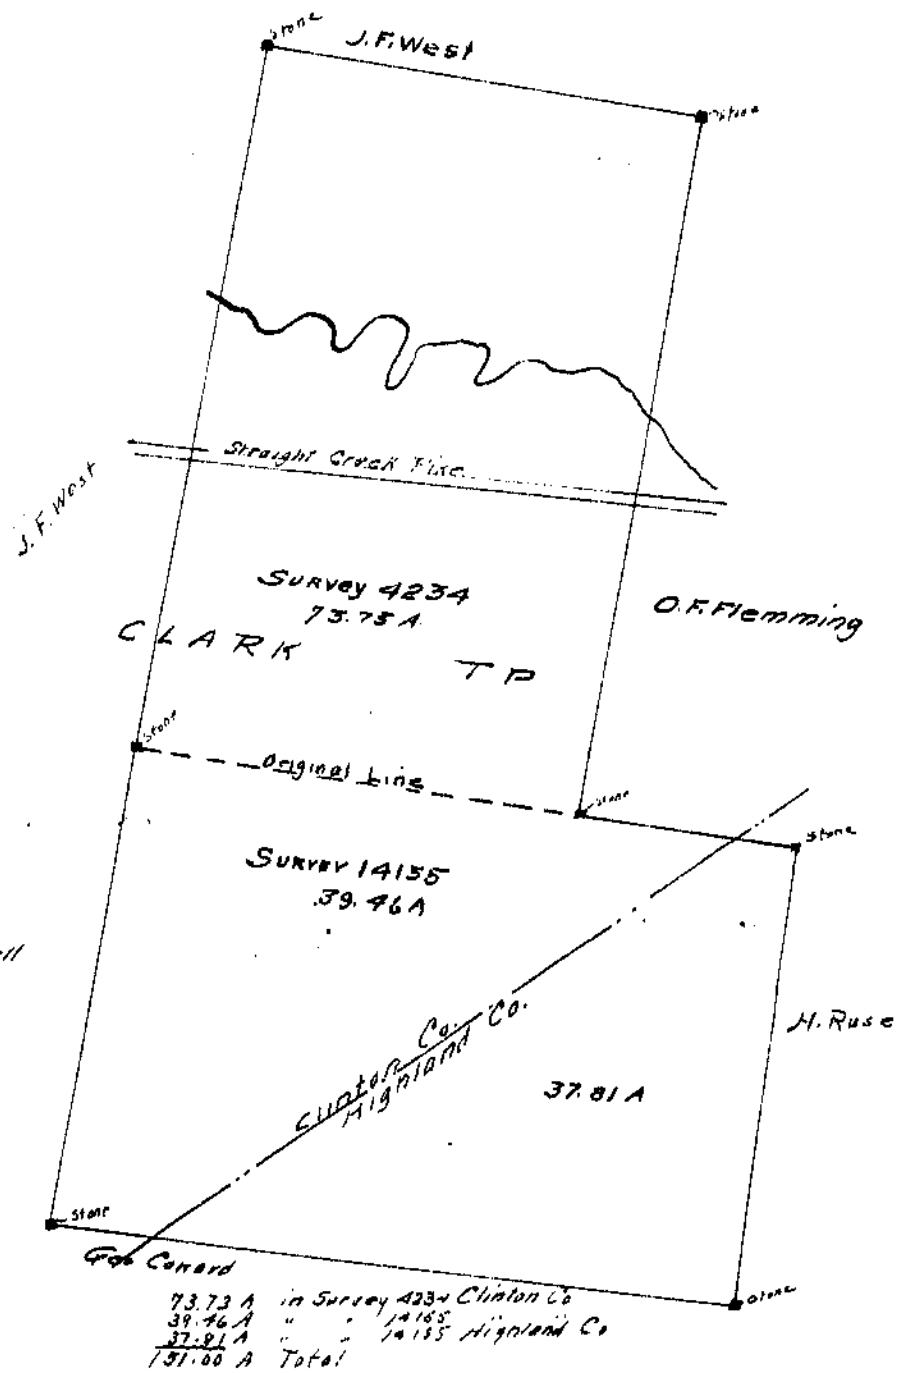 Stone
J.F. West
Stone
Straight Creek Pike
J.F. West
Survey 4234
73.73 A
O.F. Flemming
CLARK TP
Stone
Original Line
Stone
Stone
Survey 14155
39.46 A
H. Ruse
Clinton Co.
Highland Co.
37.81 A
Stone
Geo Conard
Stone
73.73 A in Survey 4234 Clinton Co
39.46 A " " 14155
37.81 A " " 14155 Highland Co
151.00 A Total